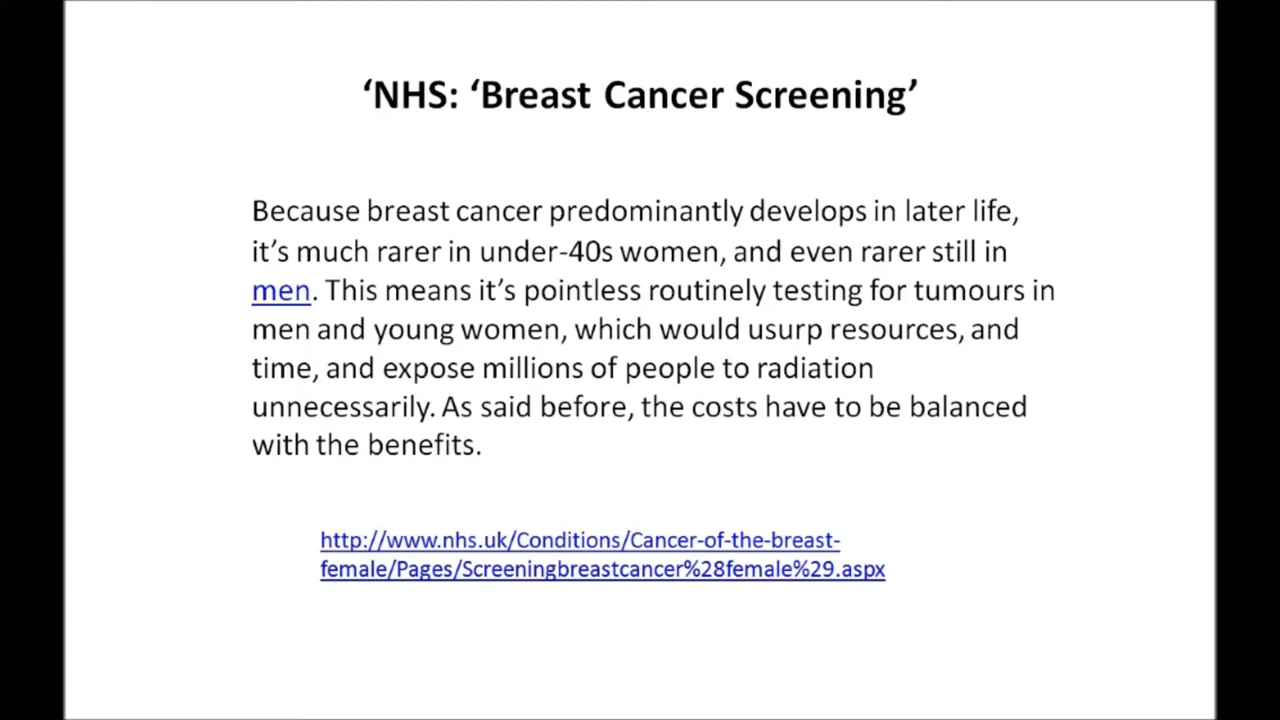 ‘NHS: ‘Breast Cancer Screening’
Because breast cancer predominantly develops in later life,
it’s much rarer in under-40s women, and even rarer still in
men. This means it’s pointless routinely testing for tumours in
men and young women, which would usurp resources, and
time, and expose millions of people to radiation
unnecessarily. As said before, the costs have to be balanced
with the benefits.
http://www.nhs.uk/Conditions/Cancer-of-the-breast-
female/Pages/Screeningbreastcancer%28female%29.aspx